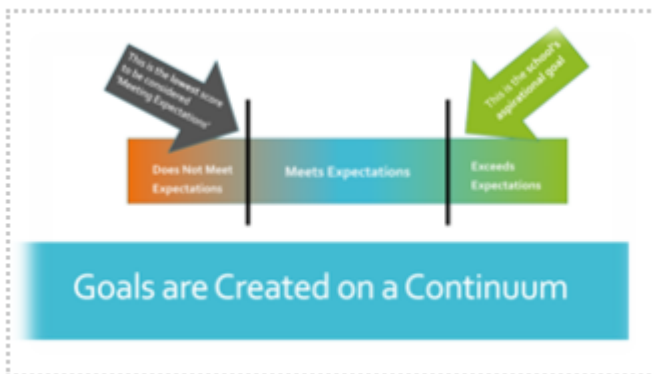 This is the lowest score
to be considered
'Meeting Expectations'
This is the school's
aspirational goal
Does Not Meet
Expectations
Meets Expectations
Exceeds
Expectations
Goals are Created on a Continuum